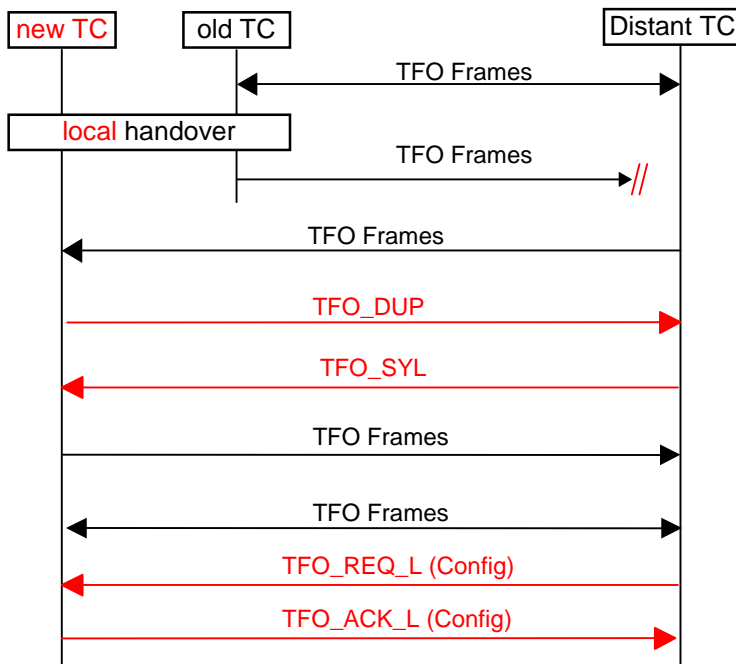 new TC
old TC
Distant TC
TFO Frames
local handover
TFO Frames
TFO Frames
TFO_DUP
TFO_SYL
TFO Frames
TFO Frames
TFO_REQ_L (Config)
TFO_ACK_L (Config)